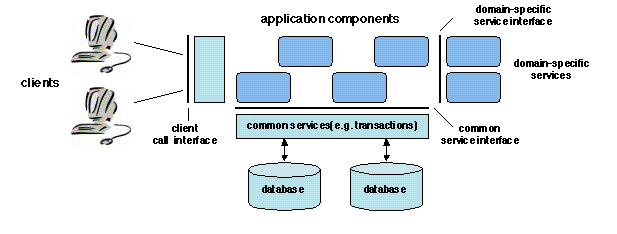 application components
domain-specific
service interface
clients
domain-specific
services
client
call interface
common services(e.g. transactions)
common
service interface
database
database